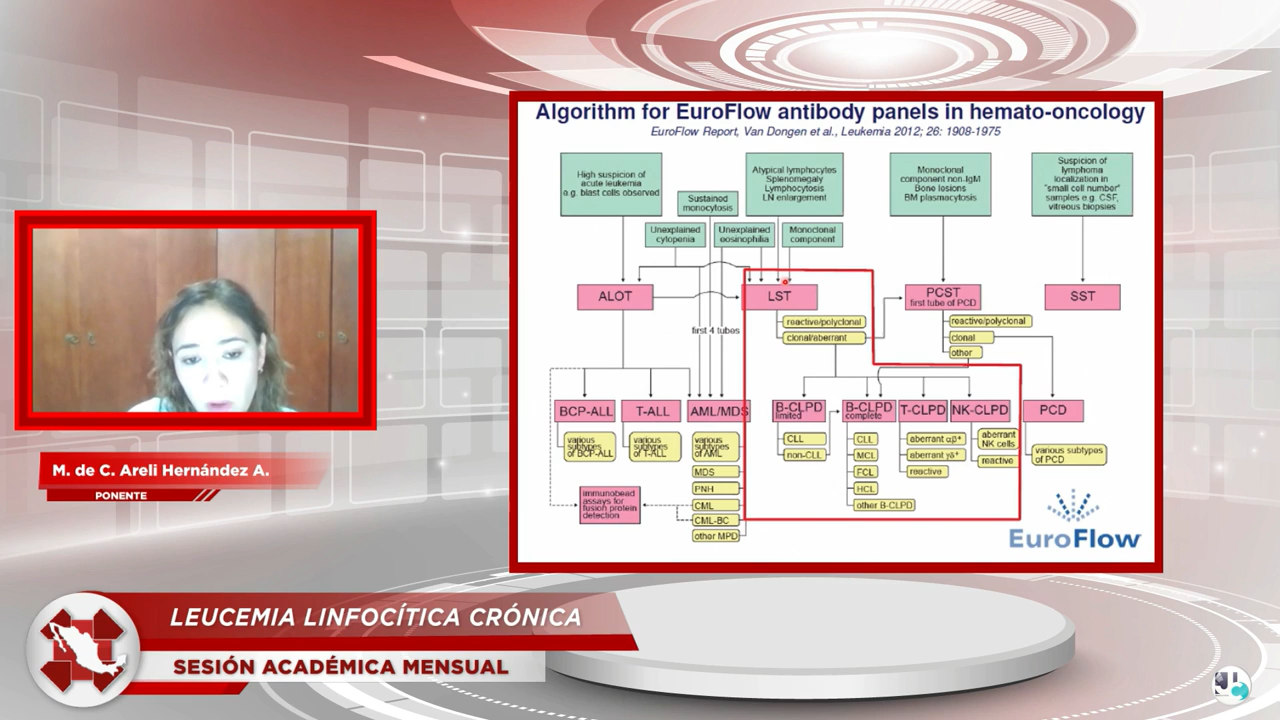 Algorithm for EuroFlow antibody panels in hemato-oncology
EuroFlow Report, Van Dongen et al., Leukemia 2012; 26: 1908-1975
High suspicion of
acute leukemia
e.g. blast cells observed
Sustained
monocytosis
Atypical lymphocytes
Splenomegaly
Lymphocytosis
LN enlargement
Monoclonal
component non-IgM
Bone lesions
BM plasmacytosis
Suspicion of
lymphoma
localization in
"small cell number"
samples e.g. CSF,
vitreous biopsies
Unexplained
cytopenia
Unexplained
eosinophilia
Monoclonal
component
ALOT
LST
PCST
first tube of PCD
SST
reactive/polyclonal
clonal/aberrant
reactive/polyclonal
clonal
other
first 4 tubes
BCP-ALL
T-ALL
AML/MDS
B-CLPD
limited
B-CLPD
complete
T-CLPD
NK-CLPD
PCD
various
subtypes
of BCP-ALL
various
subtypes
of T-ALL
various
subtypes
of AML
MDS
PNH
CML
CML-BC
other MPD
immunobead
assays for
fusion protein
detection
CLL
non-CLL
CLL
MCL
FCL
HCL
other B-CLPD
aberrant αβ+
aberrant γδ+
reactive
aberrant
NK cells
reactive
various subtypes
of PCD
EuroFlow
M. de C. Areli Hernández A.
PONENTE
LEUCEMIA LINFOCÍTICA CRÓNICA
SESIÓN ACADÉMICA MENSUAL